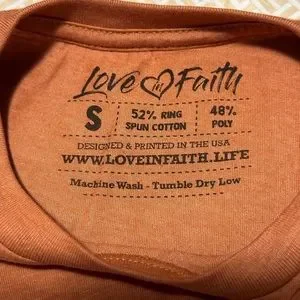 Love in Faith
S 52% RING SPUN COTTON 48% POLY
DESIGNED & PRINTED IN THE USA
WWW.LOVEINFAITH.LIFE
Machine Wash - Tumble Dry Low